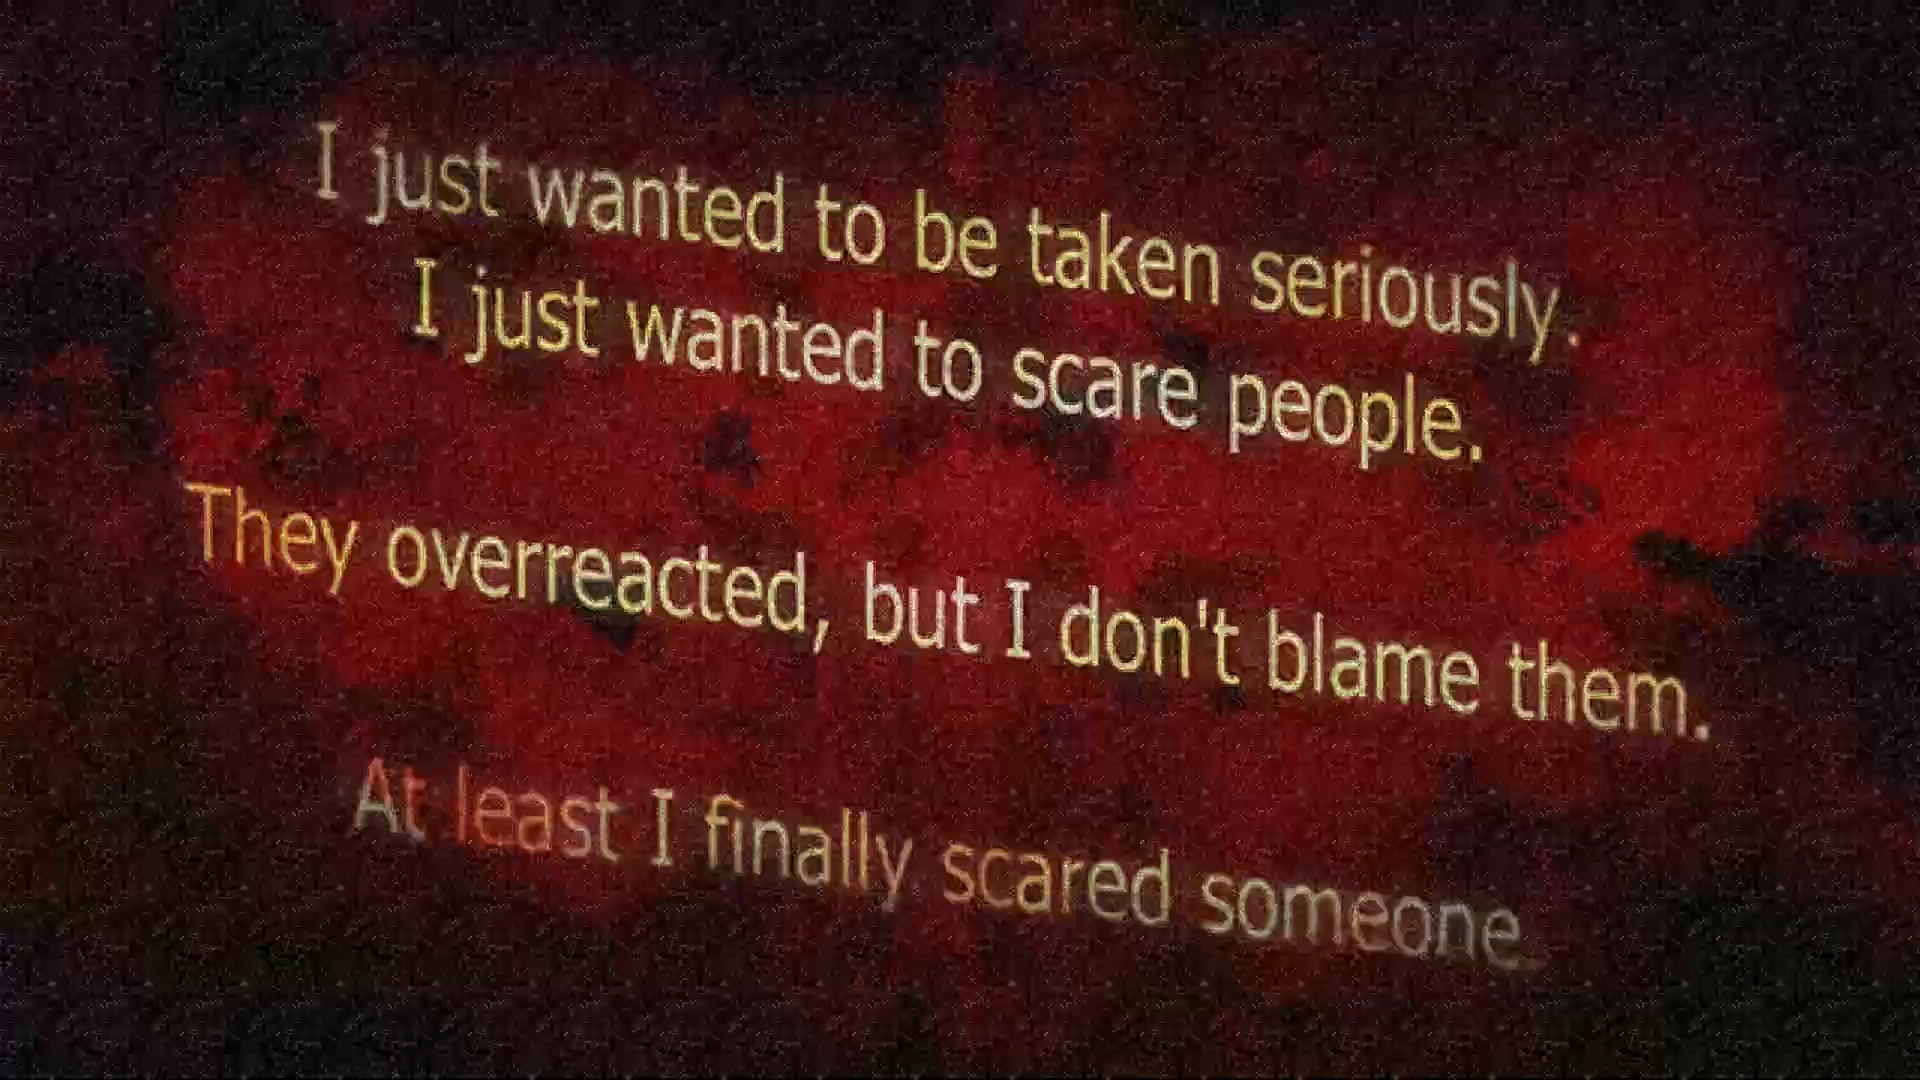 I just wanted to be taken seriously.
I just wanted to scare people.
They overreacted, but I don't blame them.
At least I finally scared someone.